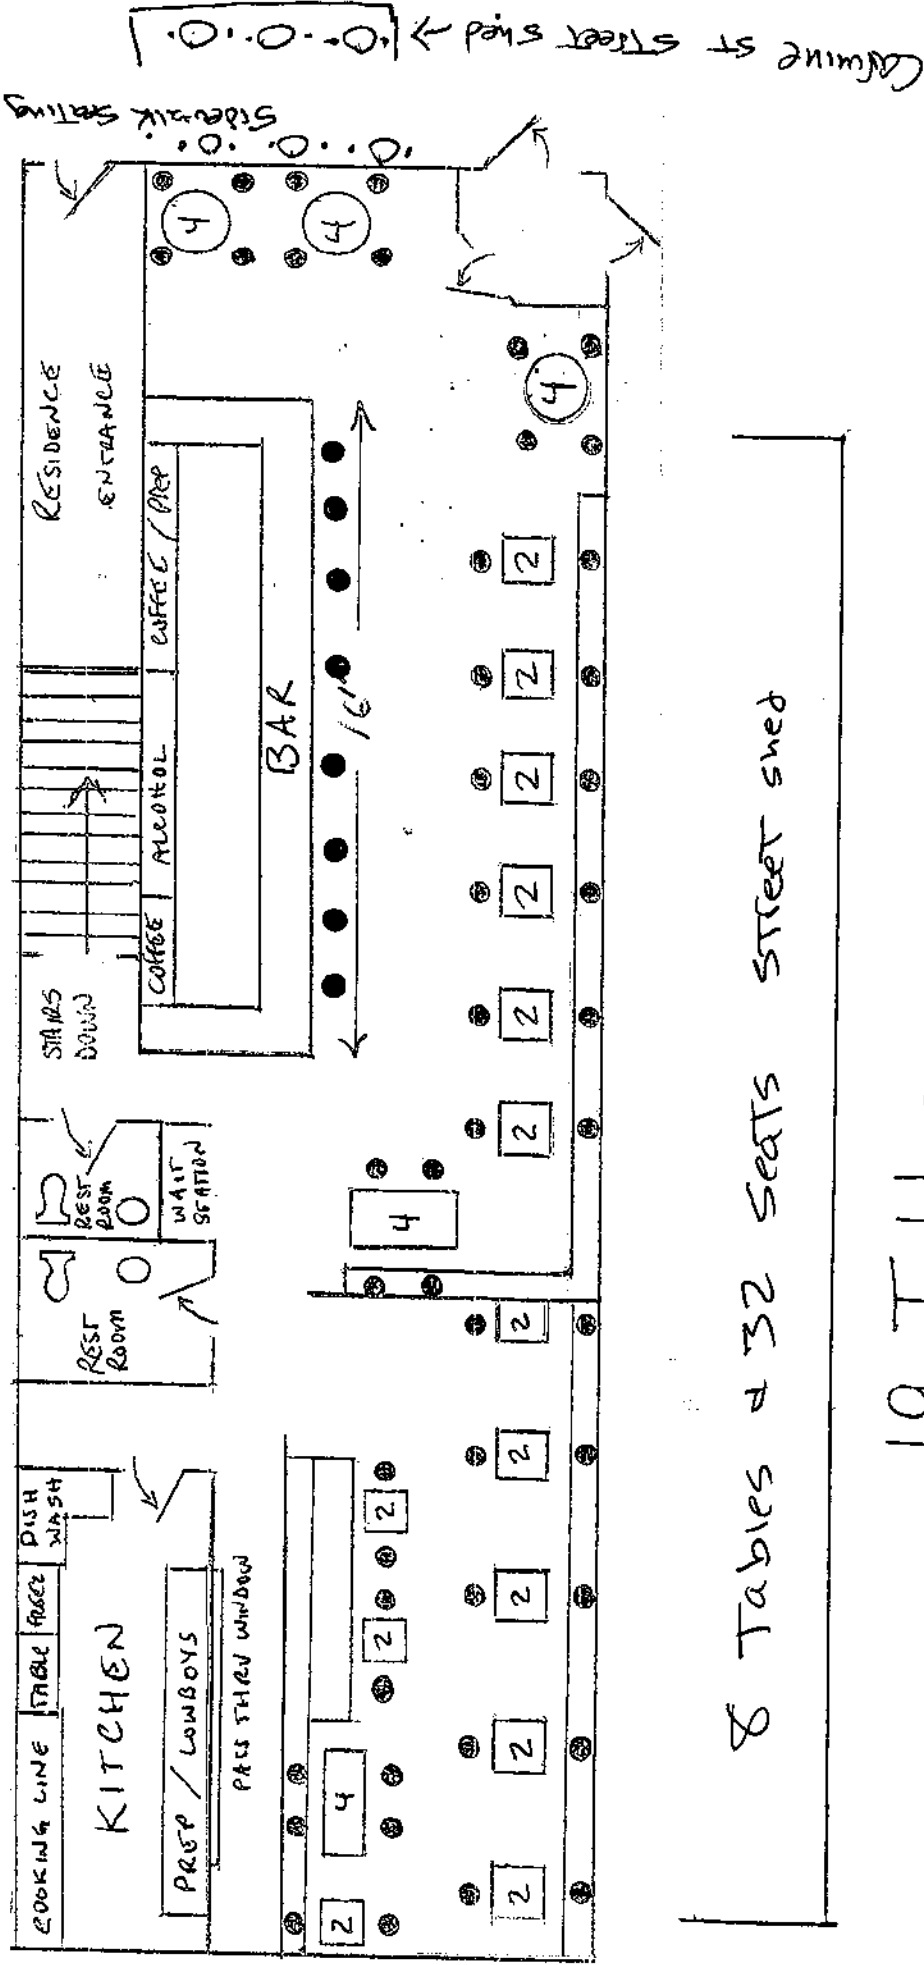 Carmine ST Street shed →
Sidewalk Seating
RESIDENCE
ENTRANCE
4
4
4
COFFEE
ALCOHOL
COFFEE / PREP
BAR
16'
STAIRS
DOWN
REST
ROOM
WAIT
STATION
REST
ROOM
2
2
2
2
2
2
4
COOKING LINE
TABLE
DISH
WASH
KITCHEN
PREP / LOWBOYS
PASS THRU WINDOW
2
4
2
2
2
2
2
2
2
8 Tables & 32 Seats Street shed